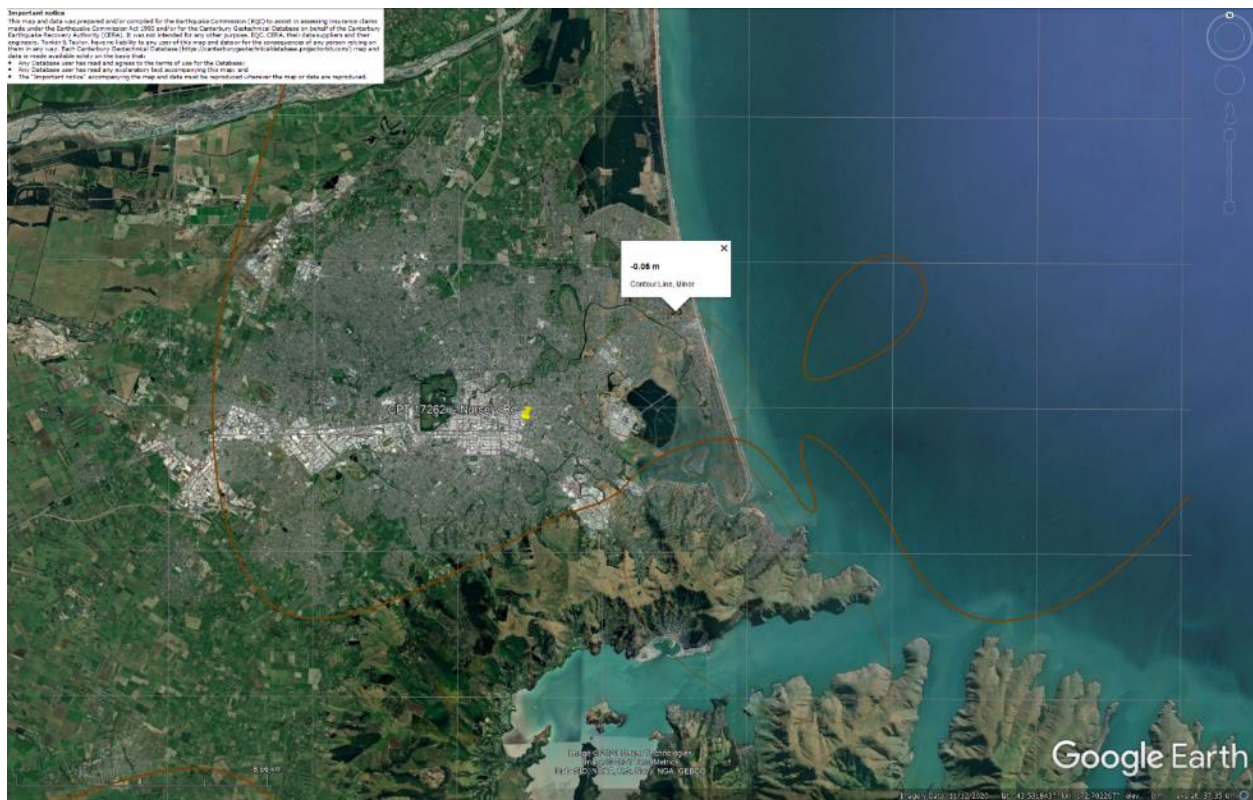 Important notice
This map and data was prepared and/or compiled for the Earthquake Commission (EQC) to assist in assessing insurance claims
made under the Earthquake Commission Act 1993 and/or for the Canterbury Geotechnical Database on behalf of the Canterbury
Earthquake Recovery Authority (CERA). It was not intended for any other purpose. EQC, CERA, their data suppliers and their
engineers, Tonkin & Taylor, have no liability to any user of this map and data or for the consequences of any person relying on
them in any way. Each Canterbury Geotechnical Database (https://canterburygeotechnicaldatabase.projectorbit.com/) map and
data is made available solely on the basis that:
• Any Database user has read and agrees to the terms of use for the Database;
• Any Database user has read any explanatory text accompanying this map; and
• The "Important notice" accompanying the map and data must be reproduced wherever the map or data are reproduced.
-0.05 m
Contour Line, Minor
Nursery
Google Earth